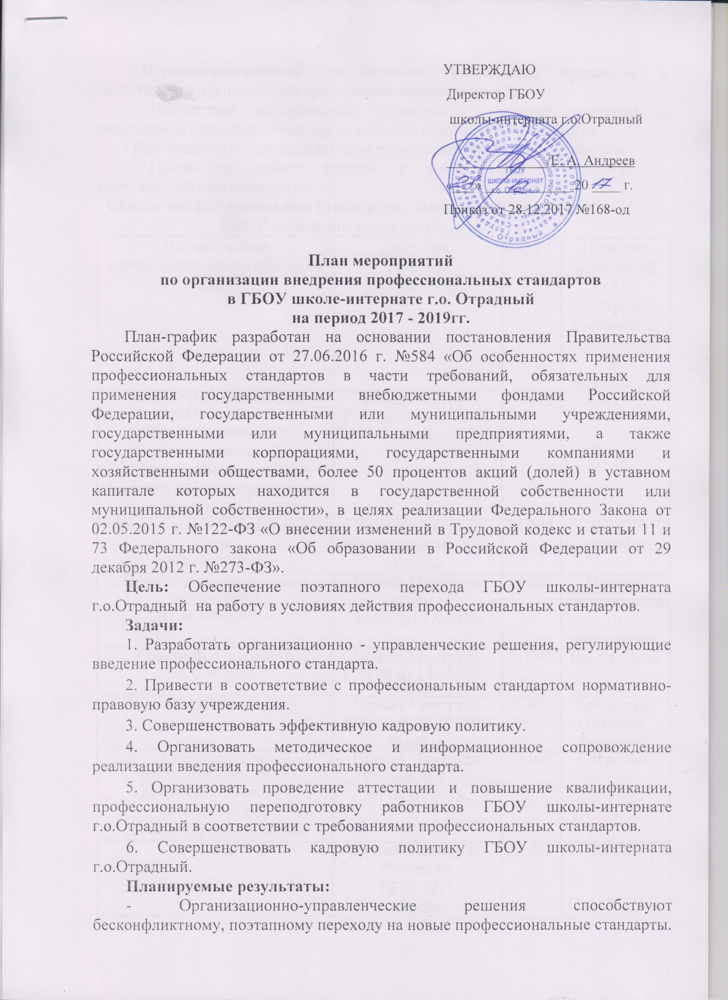 УТВЕРЖДАЮ
Директор ГБОУ
школы-интерната г.о.Отрадный
/Е. А. Андреев
«28» 12 20 17 г.
Приказ от 28.12.2017 №168-од
ГБОУ
школа-интернат
г.о. Отрадный
г. Отрадный
План мероприятий
по организации внедрения профессиональных стандартов
в ГБОУ школе-интернате г.о. Отрадный
на период 2017 - 2019гг.
План-график разработан на основании постановления Правительства
Российской Федерации от 27.06.2016 г. №584 «Об особенностях применения
профессиональных стандартов в части требований, обязательных для
применения государственными внебюджетными фондами Российской
Федерации, государственными или муниципальными учреждениями,
государственными или муниципальными предприятиями, а также
государственными корпорациями, государственными компаниями и
хозяйственными обществами, более 50 процентов акций (долей) в уставном
капитале которых находится в государственной собственности или
муниципальной собственности», в целях реализации Федерального Закона от
02.05.2015 г. №122-ФЗ «О внесении изменений в Трудовой кодекс и статьи 11 и
73 Федерального закона «Об образовании в Российской Федерации от 29
декабря 2012 г. №273-ФЗ».
Цель: Обеспечение поэтапного перехода ГБОУ школы-интерната
г.о.Отрадный на работу в условиях действия профессиональных стандартов.
Задачи:
1. Разработать организационно - управленческие решения, регулирующие
введение профессионального стандарта.
2. Привести в соответствие с профессиональным стандартом нормативно-
правовую базу учреждения.
3. Совершенствовать эффективную кадровую политику.
4. Организовать методическое и информационное сопровождение
реализации введения профессионального стандарта.
5. Организовать проведение аттестации и повышение квалификации,
профессиональную переподготовку работников ГБОУ школы-интернате
г.о.Отрадный в соответствии с требованиями профессиональных стандартов.
6. Совершенствовать кадровую политику ГБОУ школы-интерната
г.о.Отрадный.
Планируемые результаты:
- Организационно-управленческие решения способствуют
бесконфликтному, поэтапному переходу на новые профессиональные стандарты.